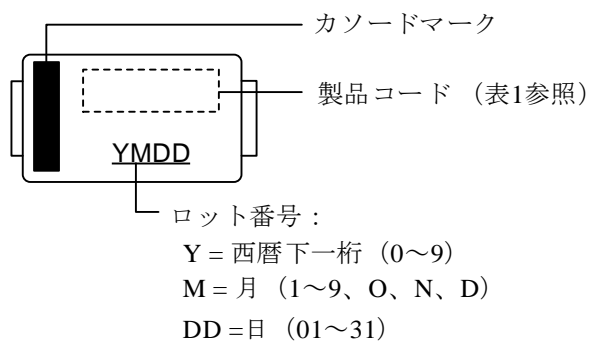 カソードマーク
製品コード （表1参照）
YMDD
ロット番号：
Y = 西暦下一桁（0～9）
M = 月（1～9、O、N、D）
DD =日（01～31）